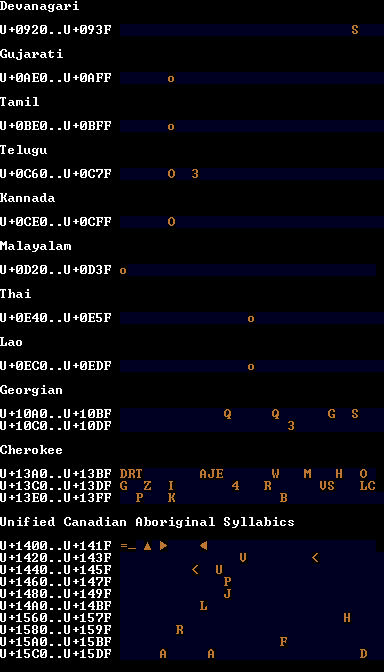 Devanagari
U+0920..U+093F S
Gujarati
U+0AE0..U+0AFF o
Tamil
U+0BE0..U+0BFF o
Telugu
U+0C60..U+0C7F O 3
Kannada
U+0CE0..U+0CFF O
Malayalam
U+0D20..U+0D3F o
Thai
U+0E40..U+0E5F o
Lao
U+0EC0..U+0EDF o
Georgian
U+10A0..U+10BF Q Q G S
U+10C0..U+10DF 3
Cherokee
U+13A0..U+13BF DRT AJE W M H O
U+13C0..U+13DF G Z I 4 R VS LC
U+13E0..U+13FF P K B
Unified Canadian Aboriginal Syllabics
U+1400..U+141F =_ ▲ ► ◄
U+1420..U+143F V <
U+1440..U+145F < U
U+1460..U+147F P
U+1480..U+149F J
U+14A0..U+14BF L
U+1560..U+157F H
U+1580..U+159F R
U+15A0..U+15BF F
U+15C0..U+15DF A A D